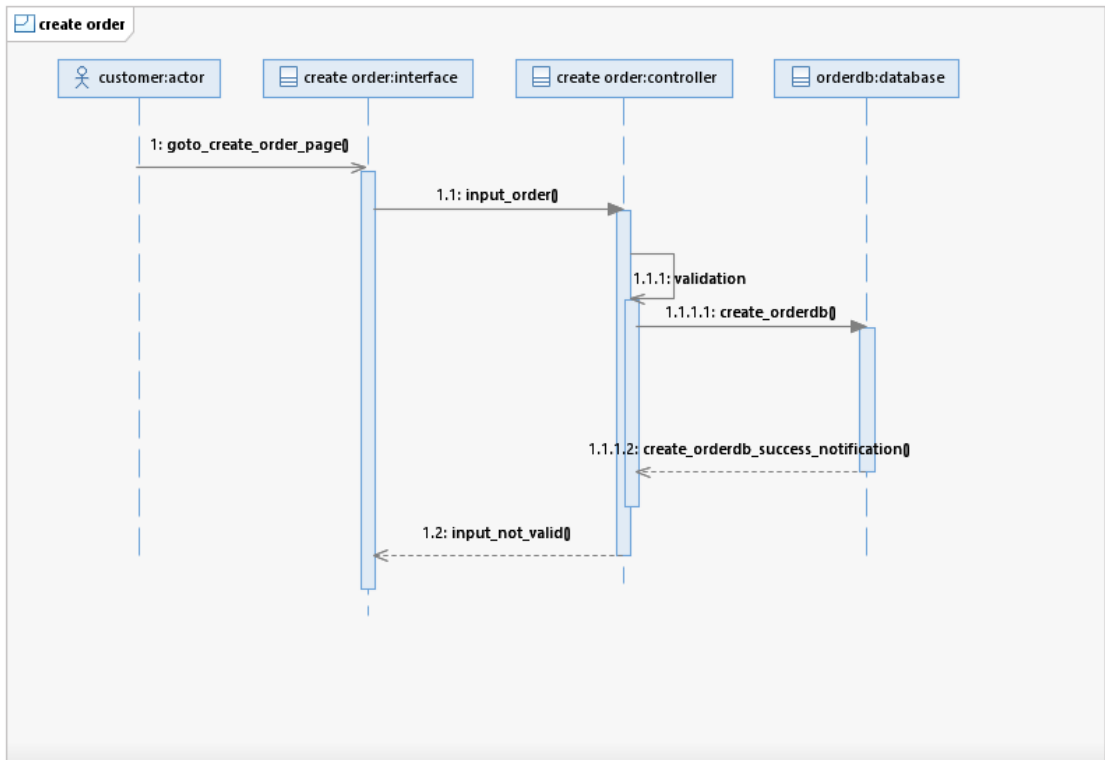 create order
customer:actor
create order:interface
create order:controller
orderdb:database
1: goto_create_order_page()
1.1: input_order()
1.1.1: validation
1.1.1.1: create_orderdb()
1.1.1.2: create_orderdb_success_notification()
1.2: input_not_valid()